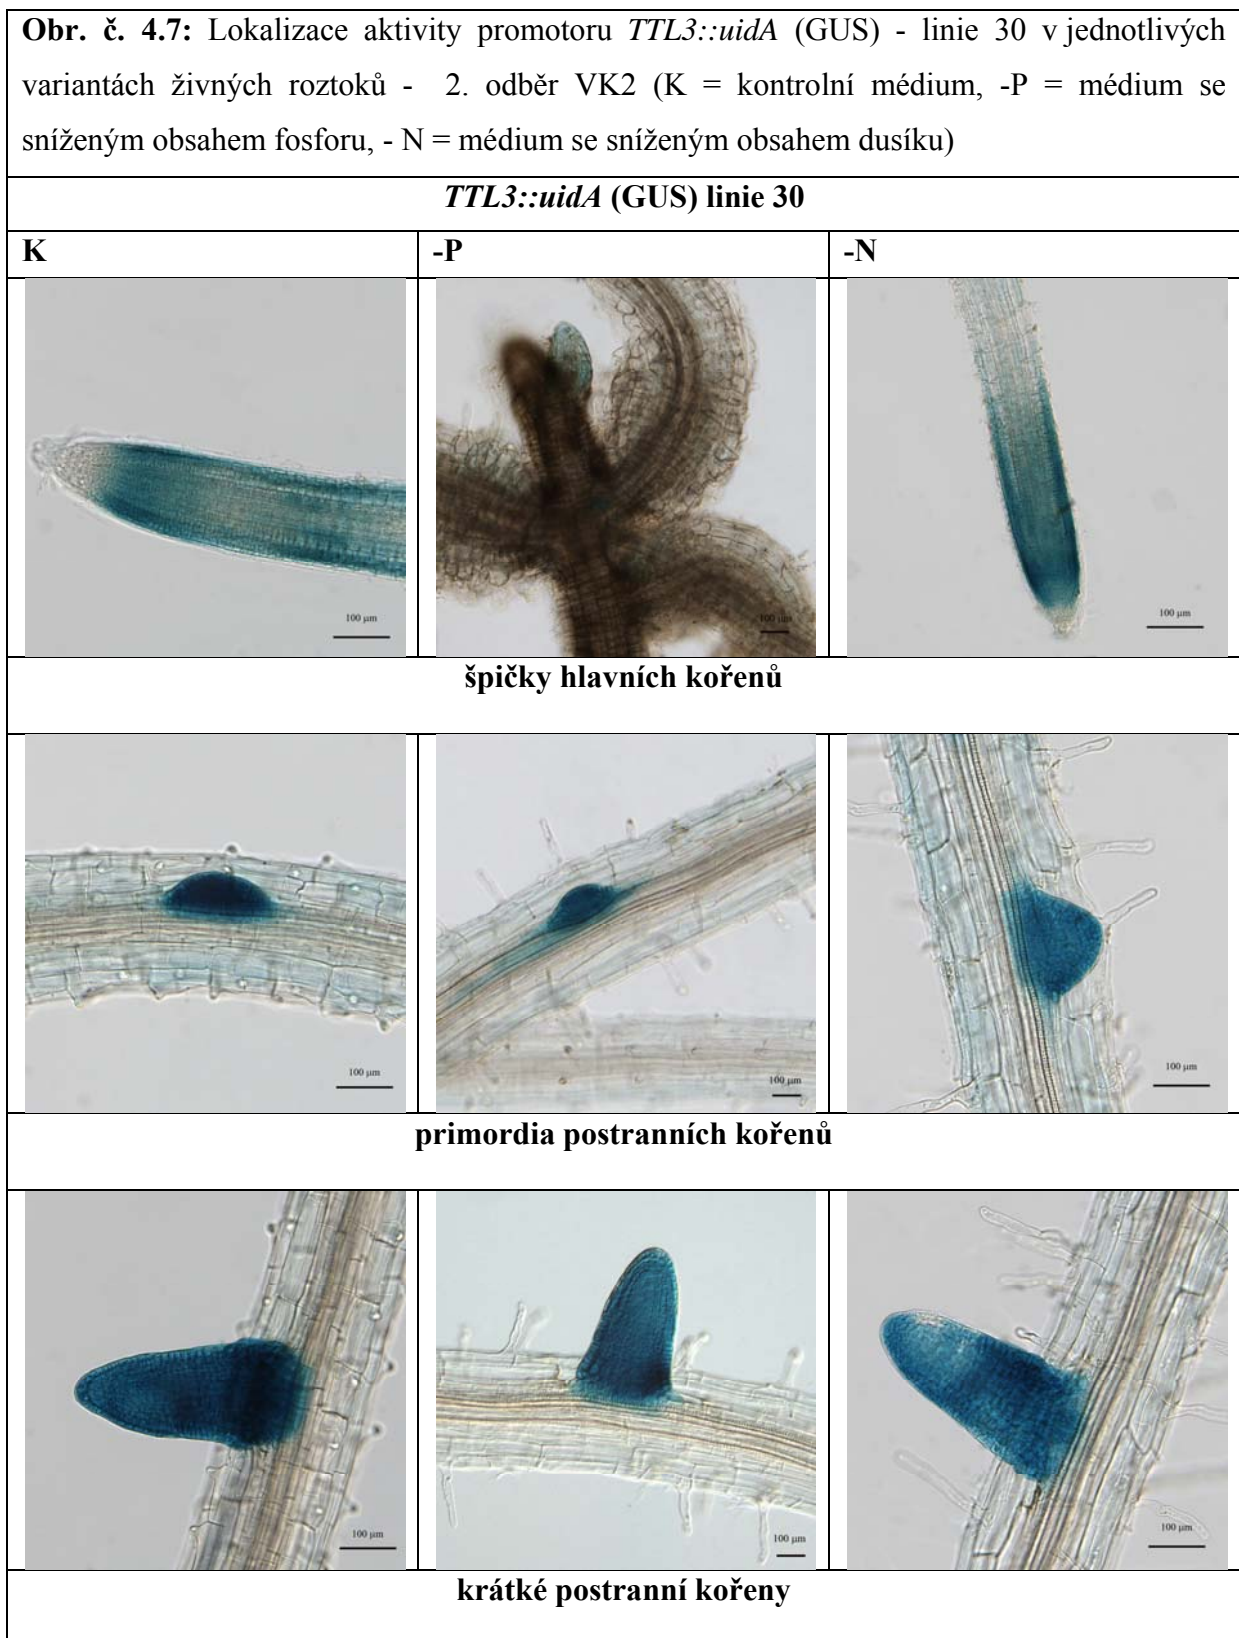 Obr. č. 4.7: Lokalizace aktivity promotoru TTL3::uidA (GUS) - linie 30 v jednotlivých
variantách živných roztoků - 2. odběr VK2 (K = kontrolní médium, -P = médium se
sníženým obsahem fosforu, - N = médium se sníženým obsahem dusíku)
TTL3::uidA (GUS) linie 30
K
-P
-N
100 µm
100 µm
100 µm
špičky hlavních kořenů
100 µm
100 µm
100 µm
primordia postranních kořenů
100 µm
100 µm
100 µm
krátké postranní kořeny